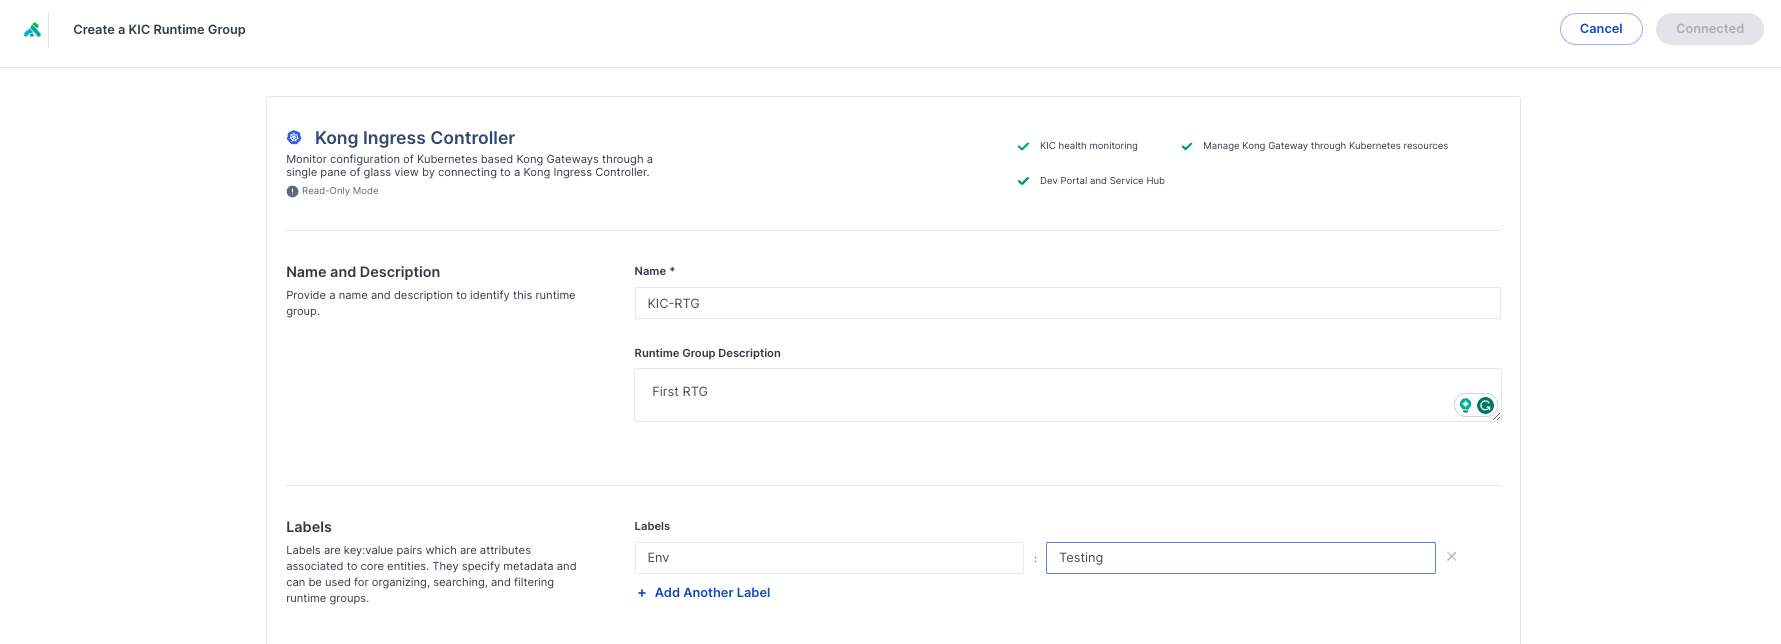 Create a KIC Runtime Group
Cancel
Connected
Kong Ingress Controller
Monitor configuration of Kubernetes based Kong Gateways through a
single pane of glass view by connecting to a Kong Ingress Controller.
Read-Only Mode
KIC health monitoring
Manage Kong Gateway through Kubernetes resources
Dev Portal and Service Hub
Name and Description
Provide a name and description to identify this runtime
group.
Name *
KIC-RTG
Runtime Group Description
First RTG
Labels
Labels are key:value pairs which are attributes
associated to core entities. They specify metadata and
can be used for organizing, searching, and filtering
runtime groups.
Labels
Env : Testing
+ Add Another Label